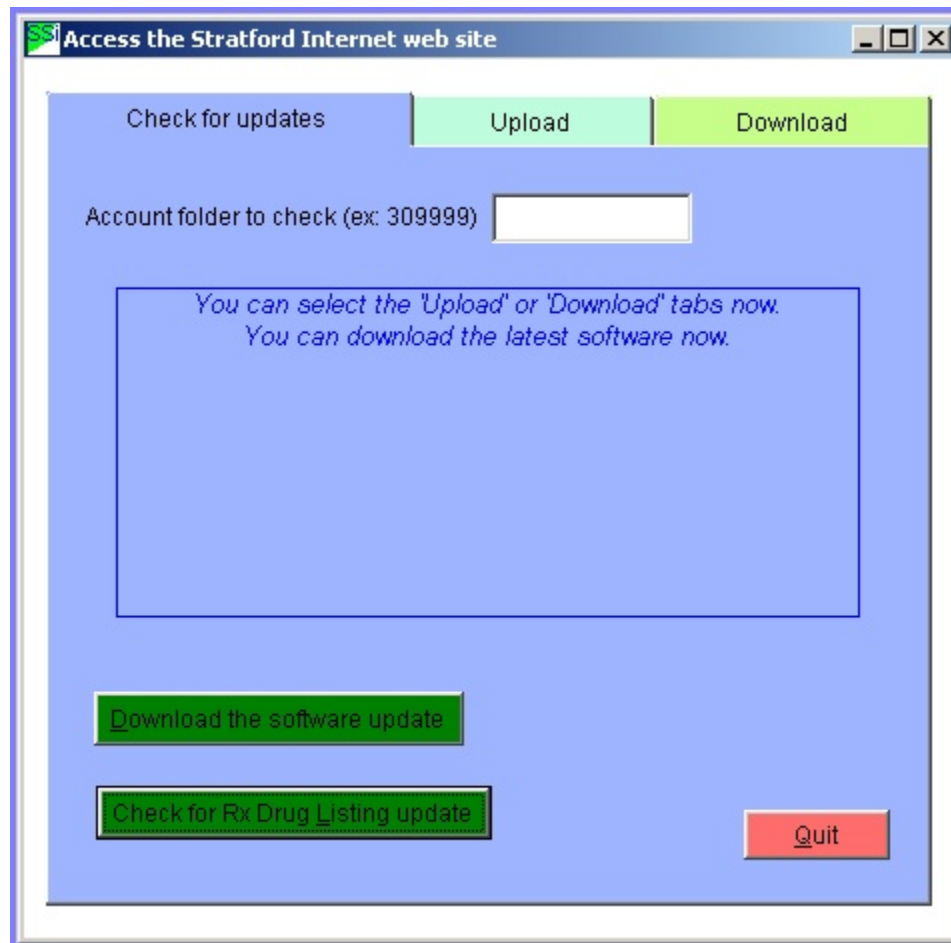 SSi Access the Stratford Internet web site
Check for updates Upload Download
Account folder to check (ex: 309999)
You can select the 'Upload' or 'Download' tabs now.
You can download the latest software now.
Download the software update
Check for Rx Drug Listing update
Quit